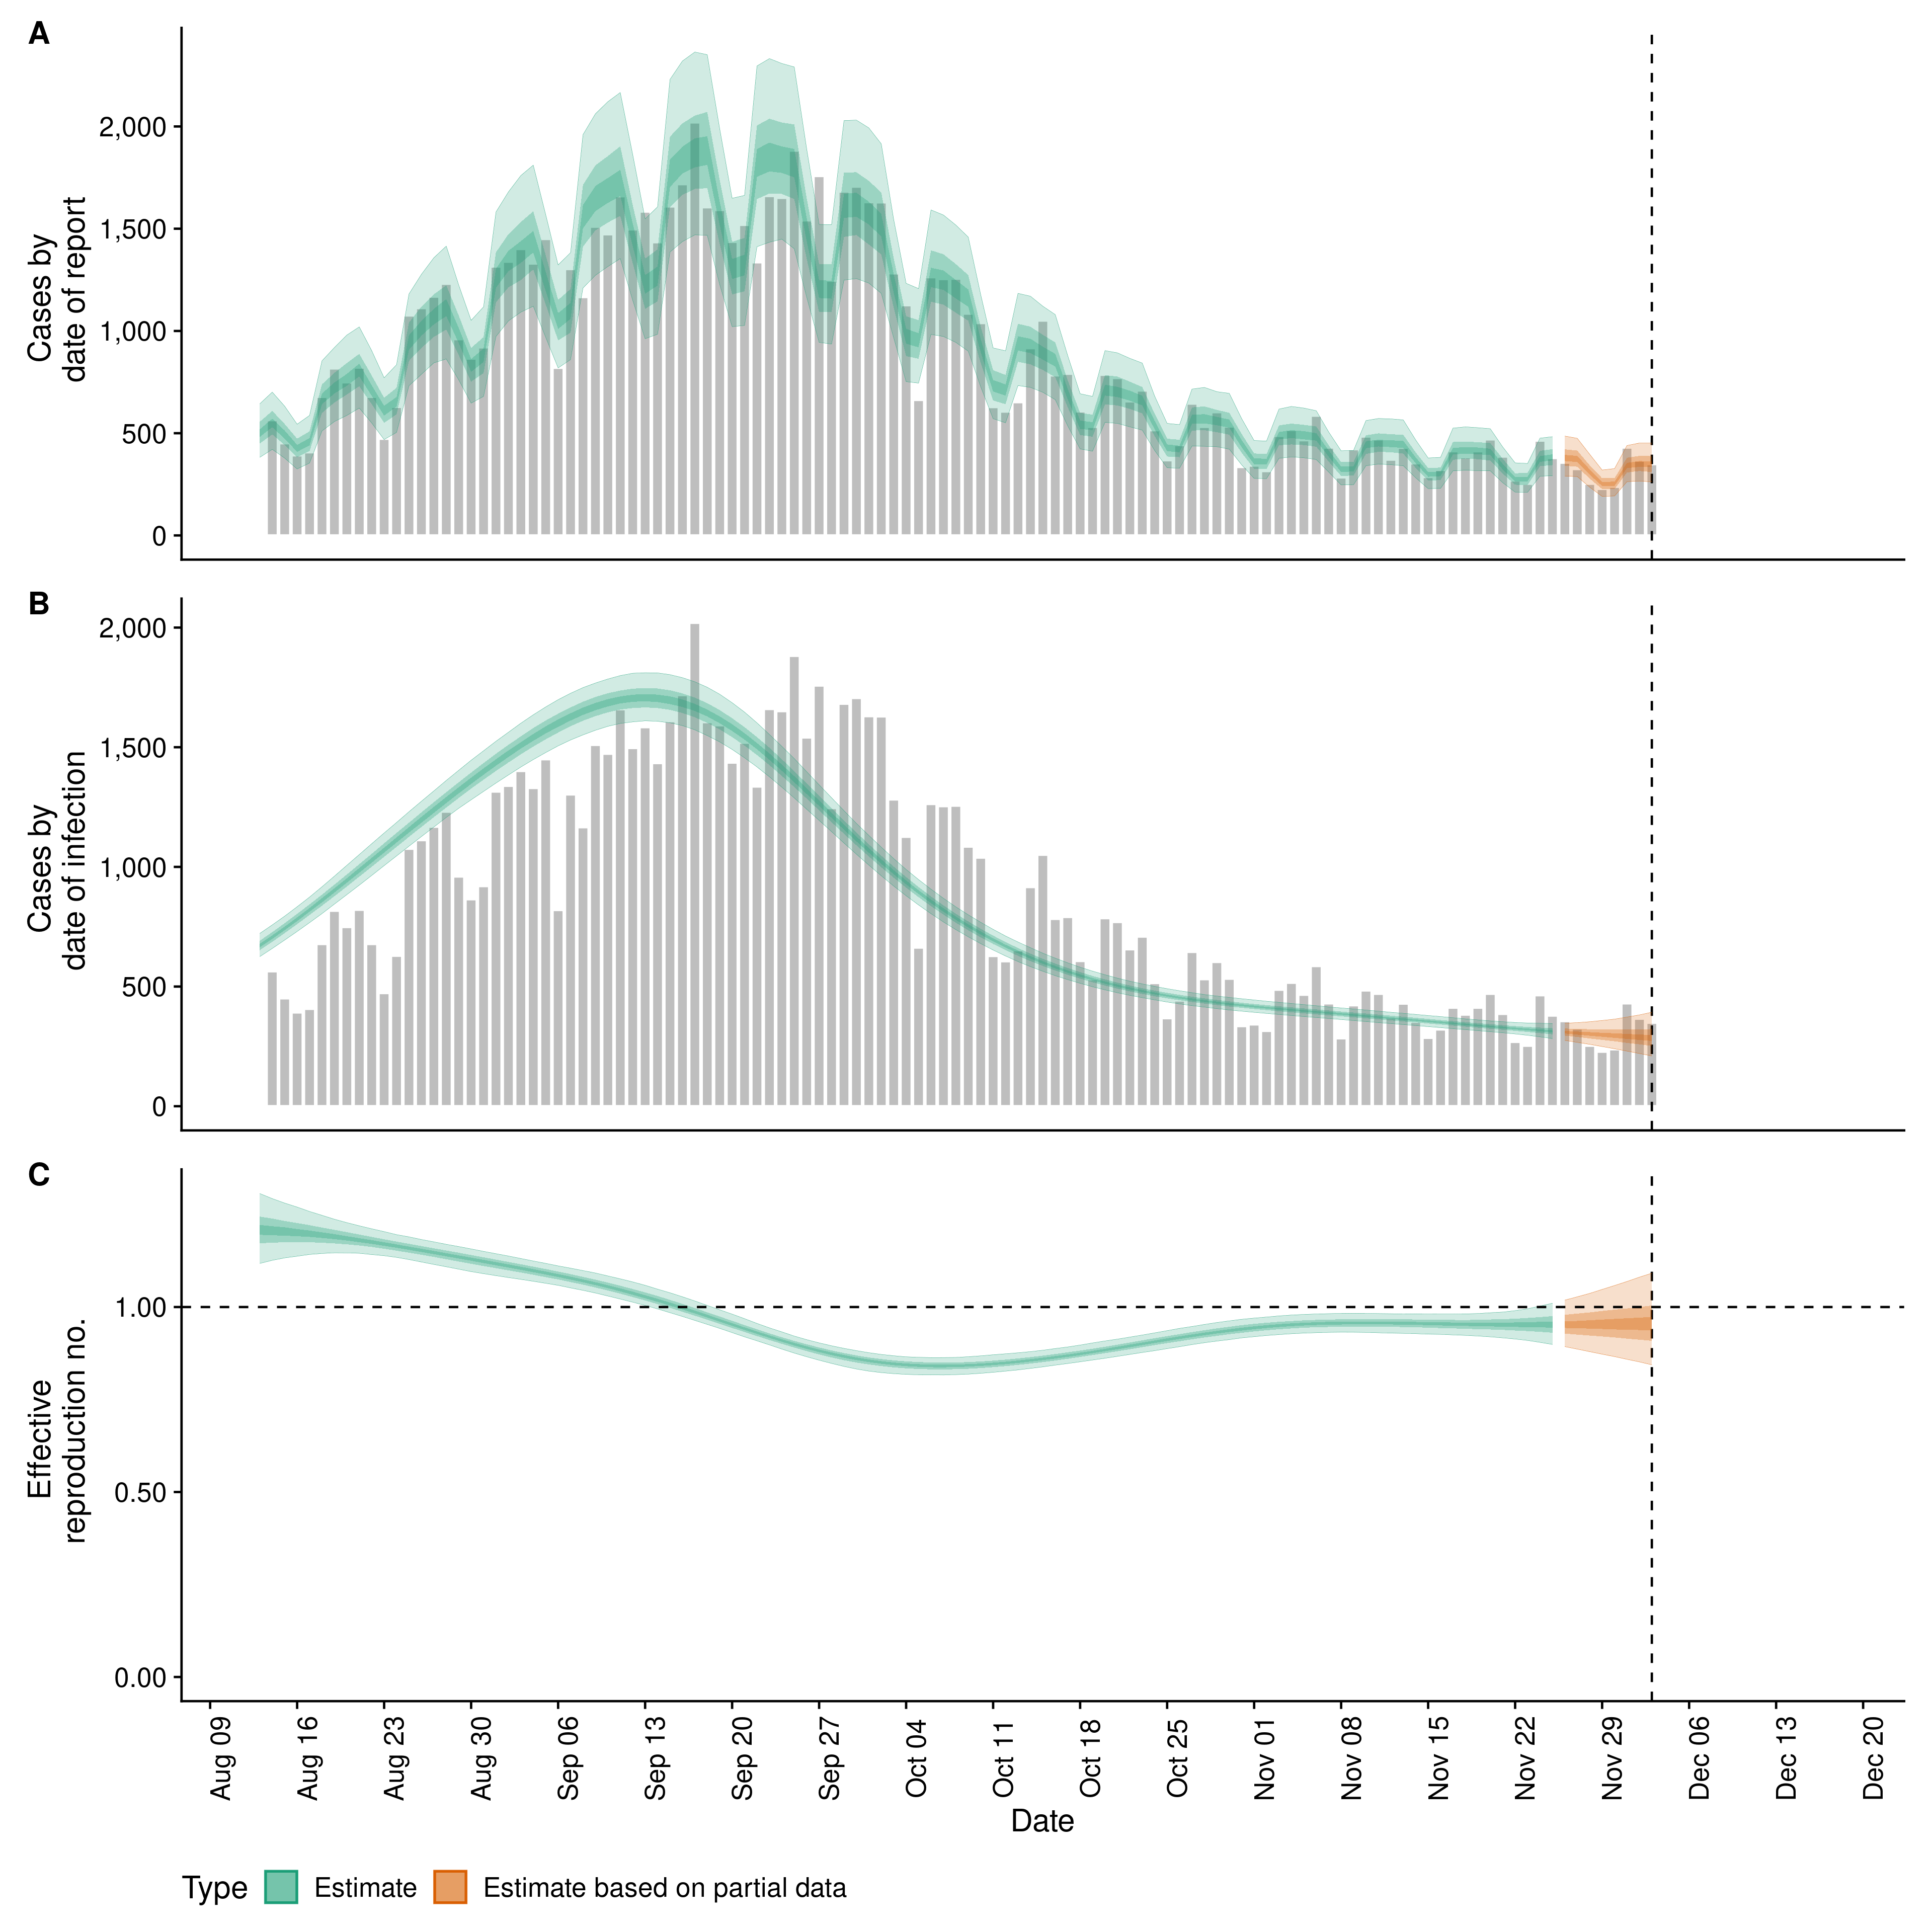 A
Cases by
date of report
2,000
1,500
1,000
500
0
B
Cases by
date of infection
2,000
1,500
1,000
500
0
C
Effective
reproduction no.
1.00
0.50
0.00
Aug 09
Aug 16
Aug 23
Aug 30
Sep 06
Sep 13
Sep 20
Sep 27
Oct 04
Oct 11
Oct 18
Oct 25
Nov 01
Nov 08
Nov 15
Nov 22
Nov 29
Dec 06
Dec 13
Dec 20
Date
Type Estimate Estimate based on partial data